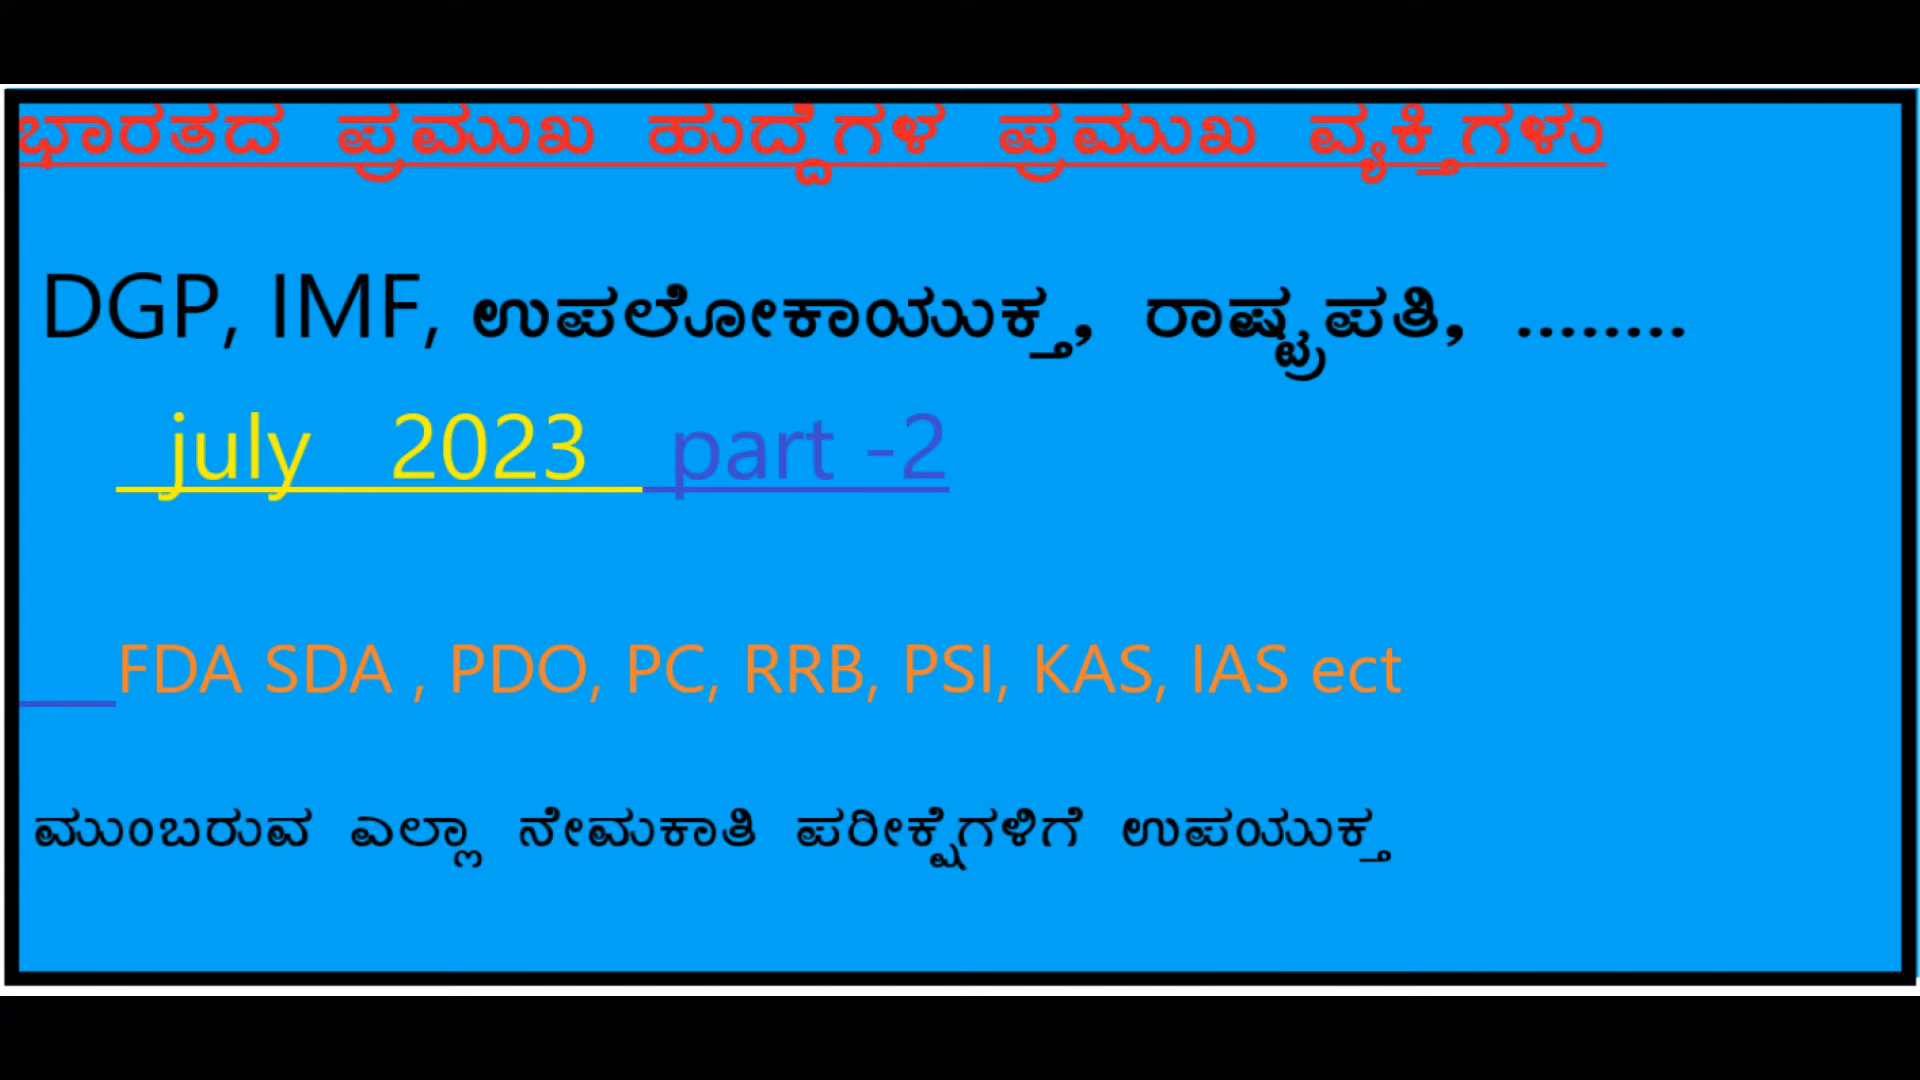 ಭಾರತದ ಪ್ರಮುಖ ಹುದ್ದೆಗಳ ಪ್ರಮುಖ ವ್ಯಕ್ತಿಗಳು
DGP, IMF, ಉಪಲೋಕಾಯುಕ್ತ, ರಾಷ್ಟ್ರಪತಿ, ........
july 2023 part -2
FDA SDA , PDO, PC, RRB, PSI, KAS, IAS ect
ಮುಂಬರುವ ಎಲ್ಲಾ ನೇಮಕಾತಿ ಪರೀಕ್ಷೆಗಳಿಗೆ ಉಪಯುಕ್ತ